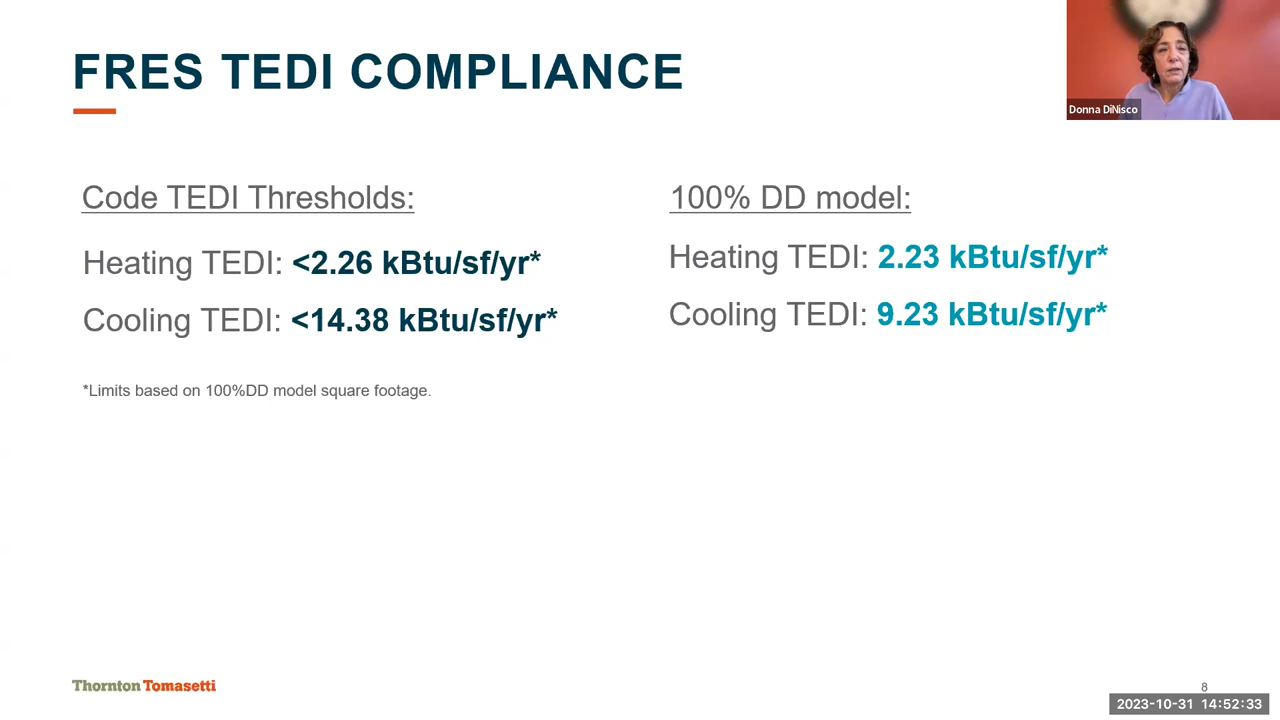 FRES TEDI COMPLIANCE
Donna DiNisco
Code TEDI Thresholds:
Heating TEDI: <2.26 kBtu/sf/yr*
Cooling TEDI: <14.38 kBtu/sf/yr*
*Limits based on 100%DD model square footage.
100% DD model:
Heating TEDI: 2.23 kBtu/sf/yr*
Cooling TEDI: 9.23 kBtu/sf/yr*
Thornton Tomasetti
8
2023-10-31 14:52:33